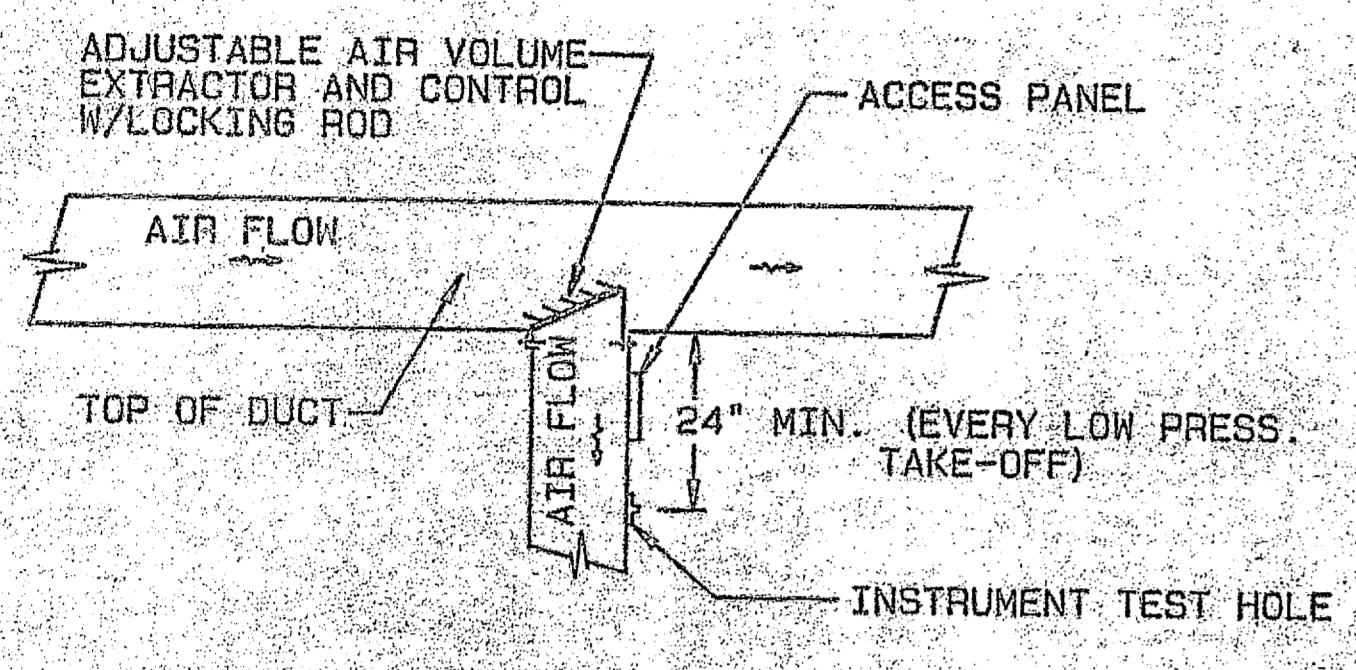 ADJUSTABLE AIR VOLUME
EXTRACTOR AND CONTROL
W/LOCKING ROD
ACCESS PANEL
AIR FLOW
TOP OF DUCT
AIR FLOW
24" MIN. (EVERY LOW PRESS.
TAKE-OFF)
INSTRUMENT TEST HOLE